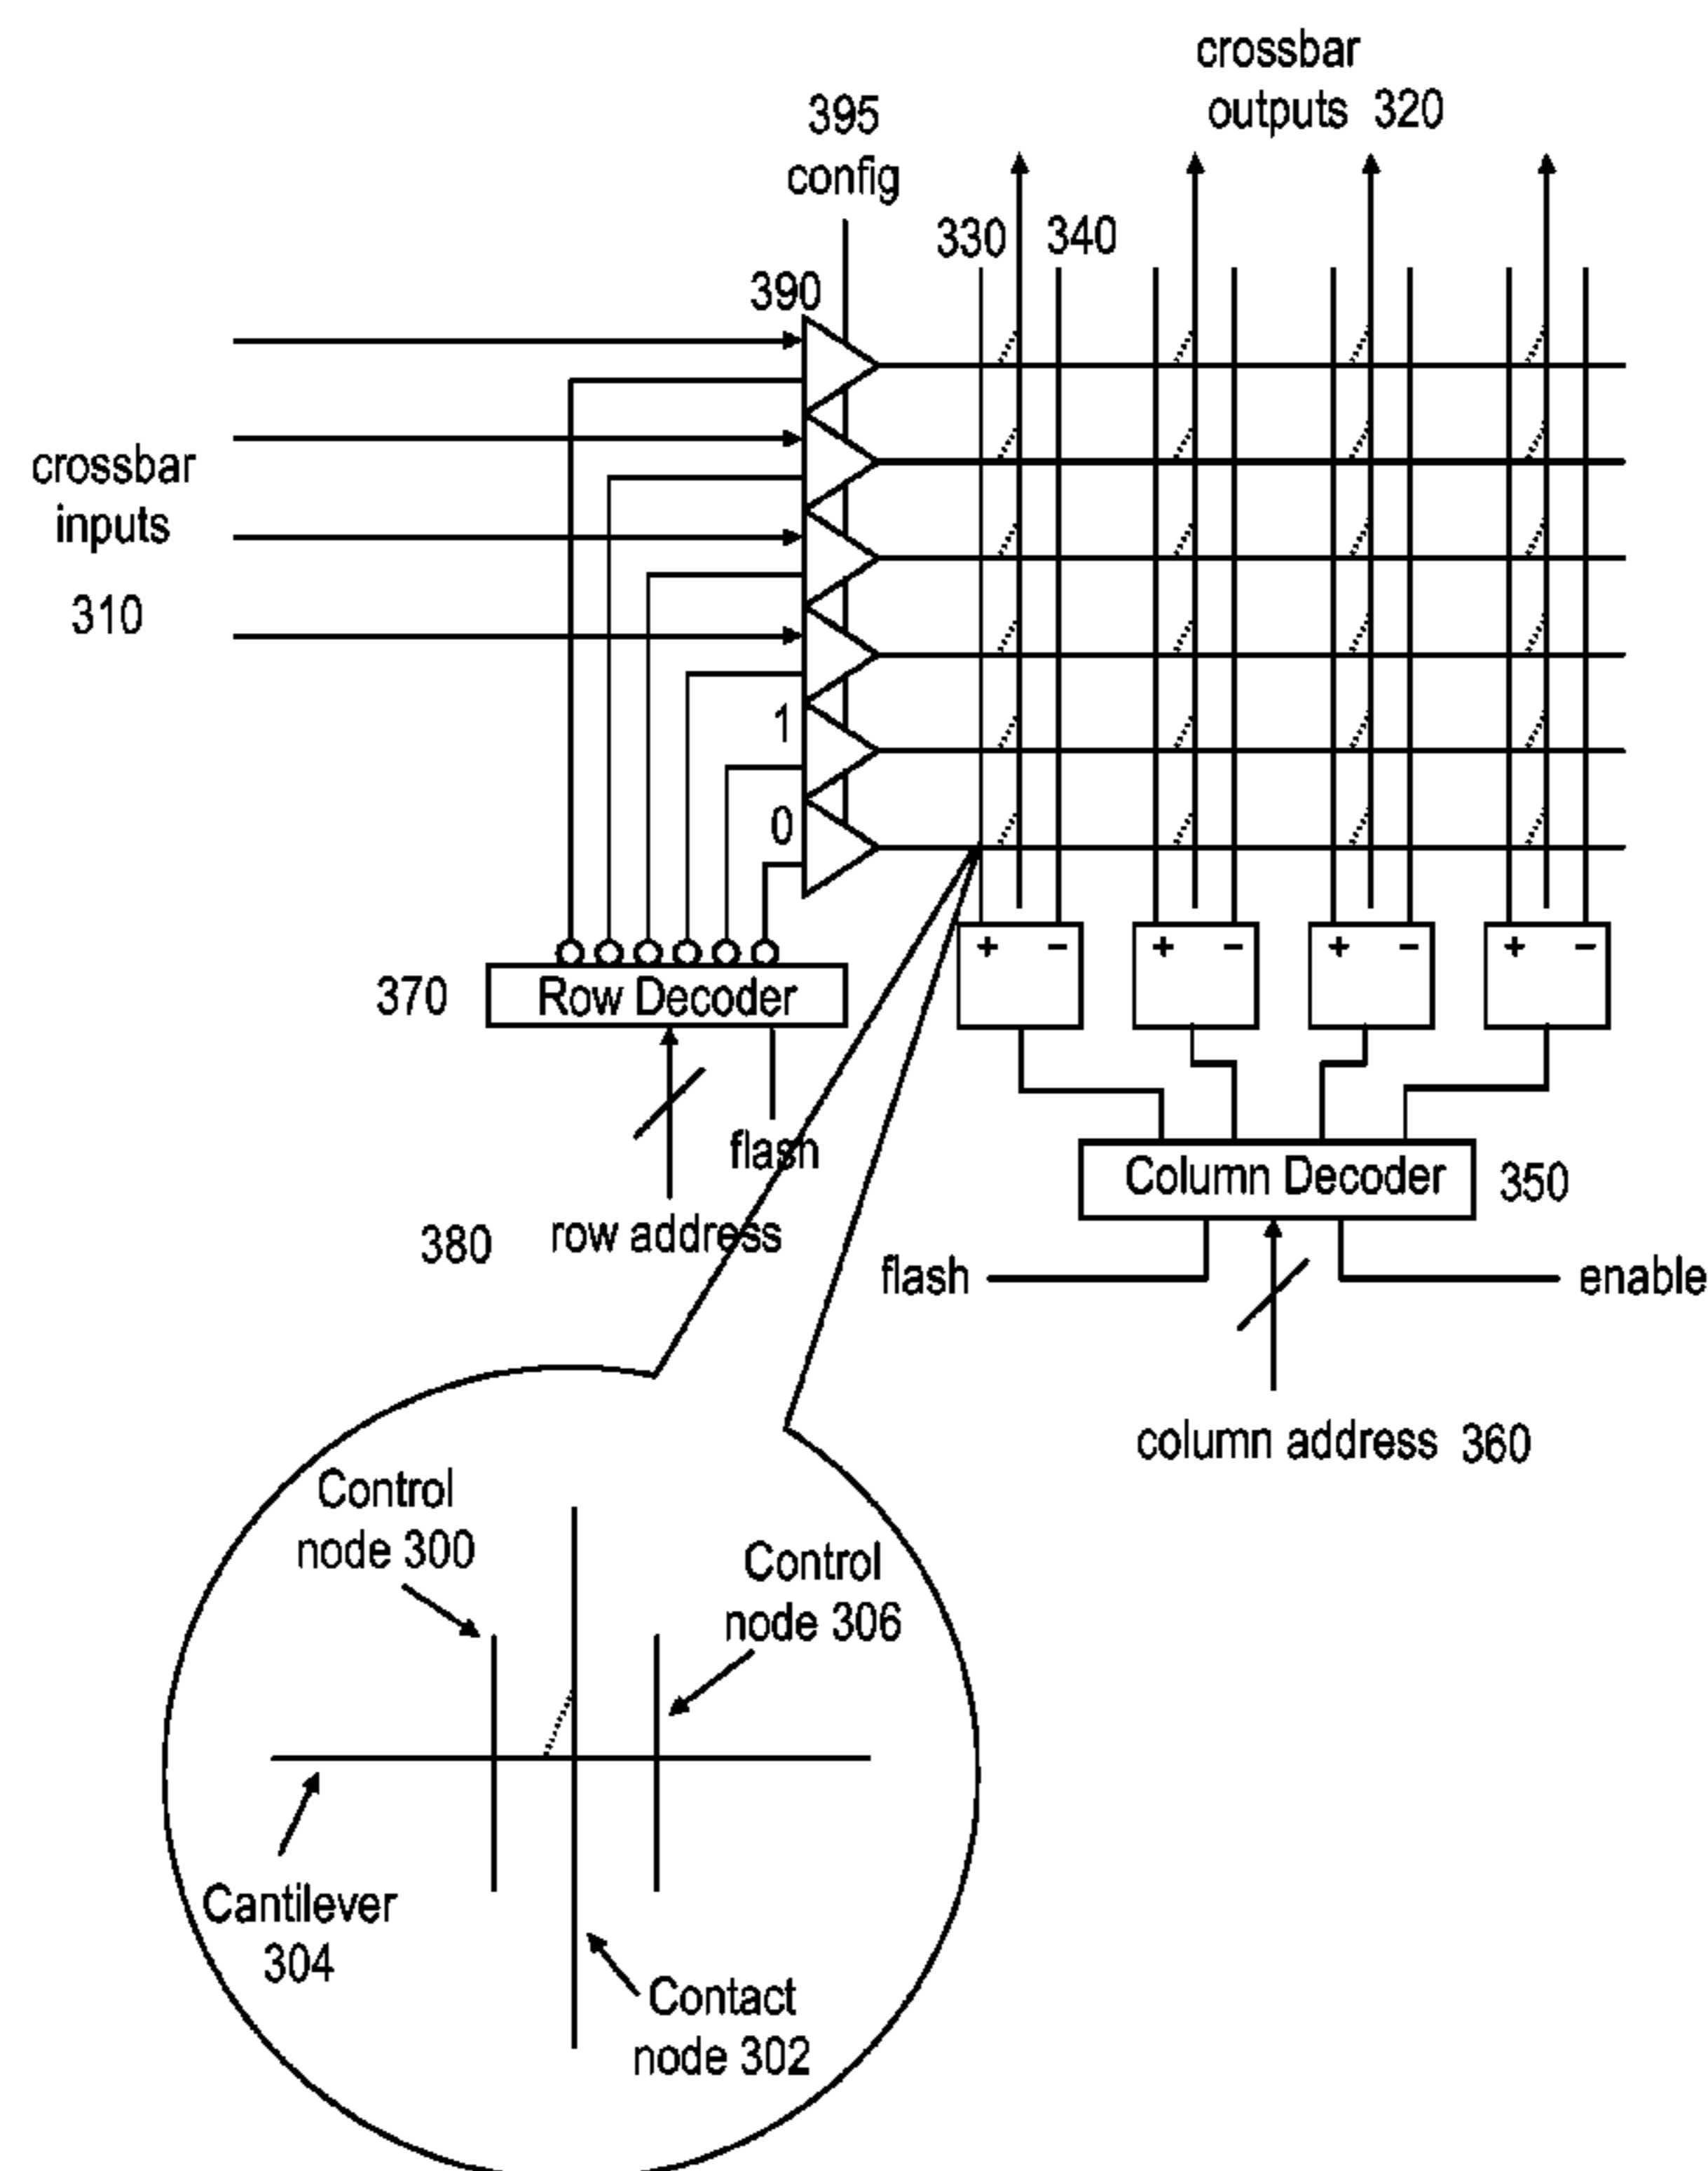 crossbar
outputs 320
395
config
330 340
390
crossbar
inputs
310
1
0
+ - + - + - + -
370 Row Decoder
flash
380 row address
Column Decoder 350
flash enable
column address 360
Control
node 300
Control
node 306
Cantilever
304
Contact
node 302